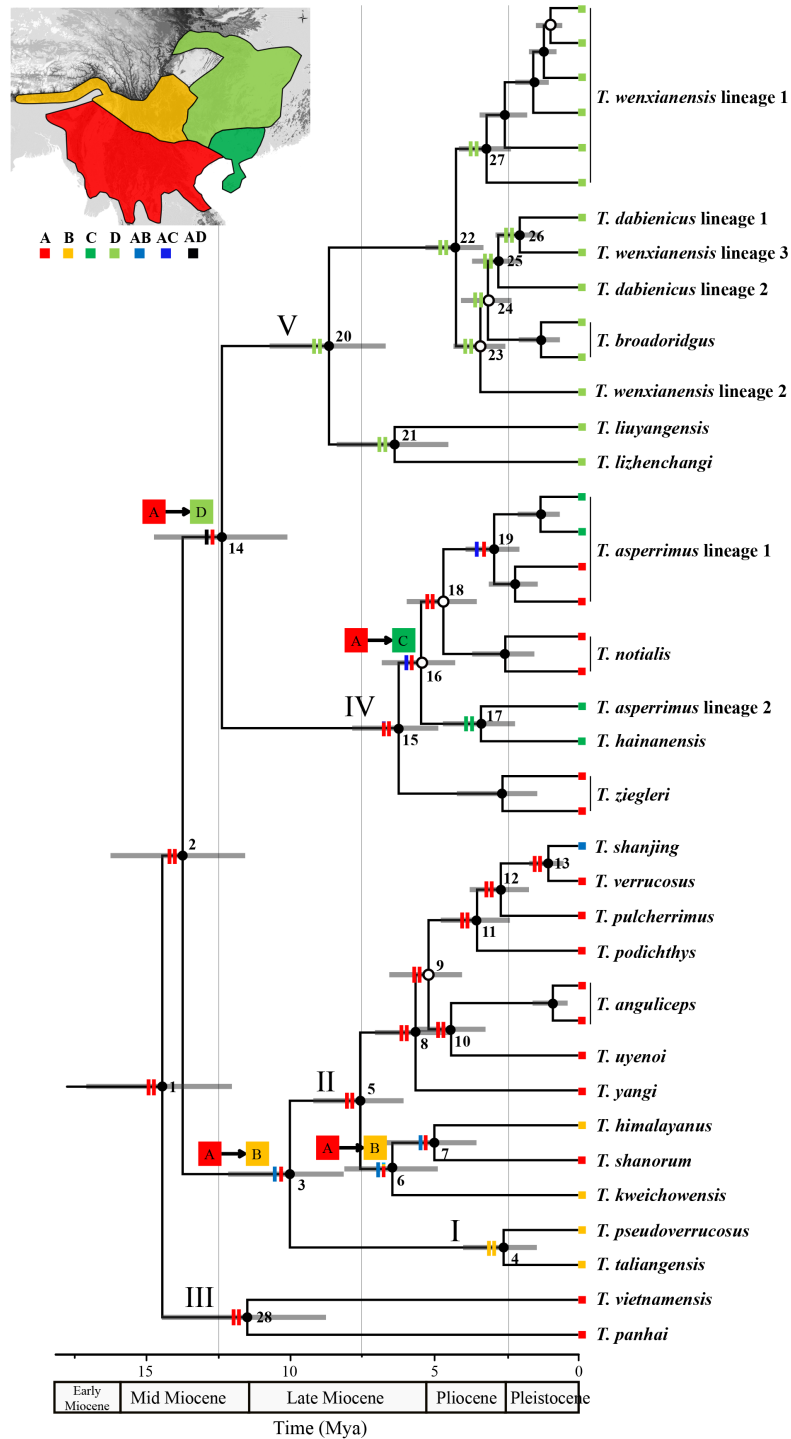 A B C D AB AC AD
T. wenxianensis lineage 1
27
T. dabienicus lineage 1
26
22
T. wenxianensis lineage 3
25
T. dabienicus lineage 2
24
V
20
T. broadoridgus
23
T. wenxianensis lineage 2
T. liuyangensis
21
T. lizhenchangi
A D
14
19
T. asperrimus lineage 1
18
A C
T. notialis
16
IV
T. asperrimus lineage 2
17
15
T. hainanensis
T. ziegleri
2
T. shanjing
13
12
T. verrucosus
T. pulcherrimus
11
T. podichthys
9
T. anguliceps
8
10
T. uyenoi
1
II
5
T. yangi
T. himalayanus
A B
A B
7
T. shanorum
3
6
T. kweichowensis
I
T. pseudoverrucosus
4
T. taliangensis
III
T. vietnamensis
28
T. panhai
15 10 5 0
Early
Miocene
Mid Miocene
Late Miocene
Pliocene
Pleistocene
Time (Mya)